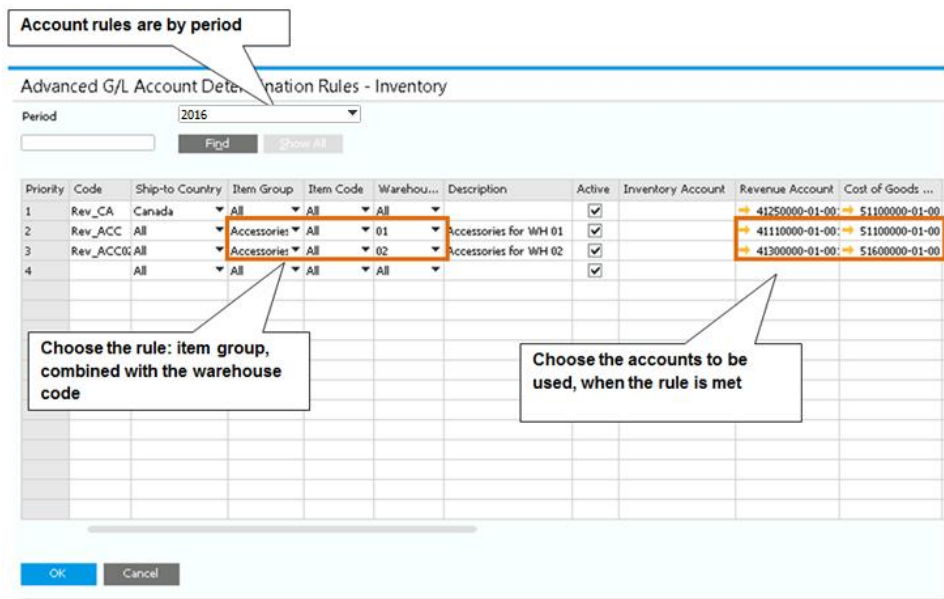 Account rules are by period
Advanced G/L Account Dete nation Rules - Inventory
Period 2016
Find Show All
Priority Code Ship-to Country Item Group Item Code Warehou... Description Active Inventory Account Revenue Account Cost of Goods ...
1 Rev_CA Canada All All All 41250000-01-00: 51100000-01-00
2 Rev_ACC All Accessories All 01 Accessories for WH 01 41110000-01-00: 51100000-01-00
3 Rev_ACC02 All Accessories All 02 Accessories for WH 02 41300000-01-00: 51600000-01-00
4 All All All All
Choose the rule: item group,
combined with the warehouse
code
Choose the accounts to be
used, when the rule is met
OK Cancel